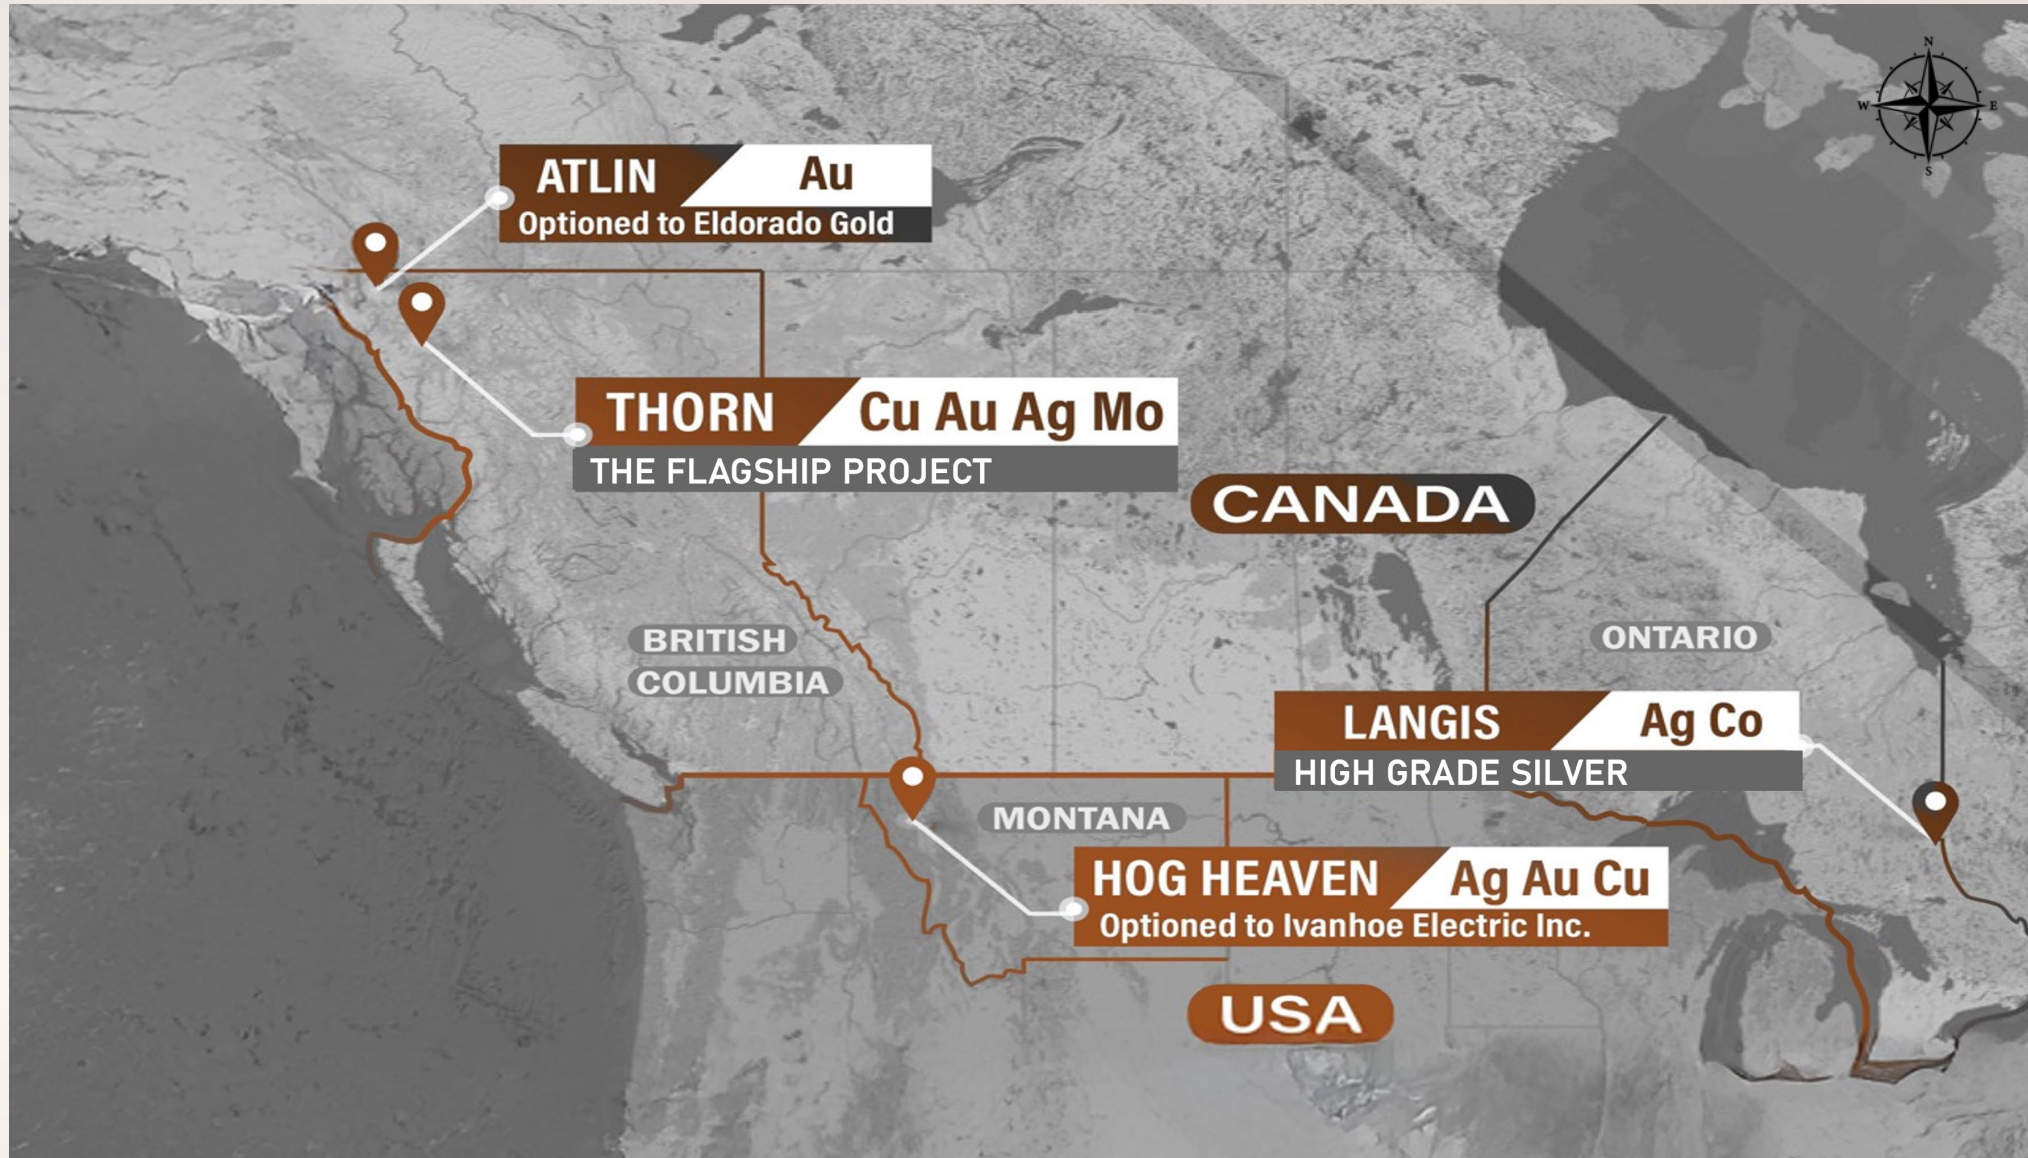 N
W E
S
ATLIN Au
Optioned to Eldorado Gold
THORN Cu Au Ag Mo
THE FLAGSHIP PROJECT
CANADA
BRITISH
COLUMBIA
ONTARIO
LANGIS Ag Co
HIGH GRADE SILVER
MONTANA
HOG HEAVEN Ag Au Cu
Optioned to Ivanhoe Electric Inc.
USA